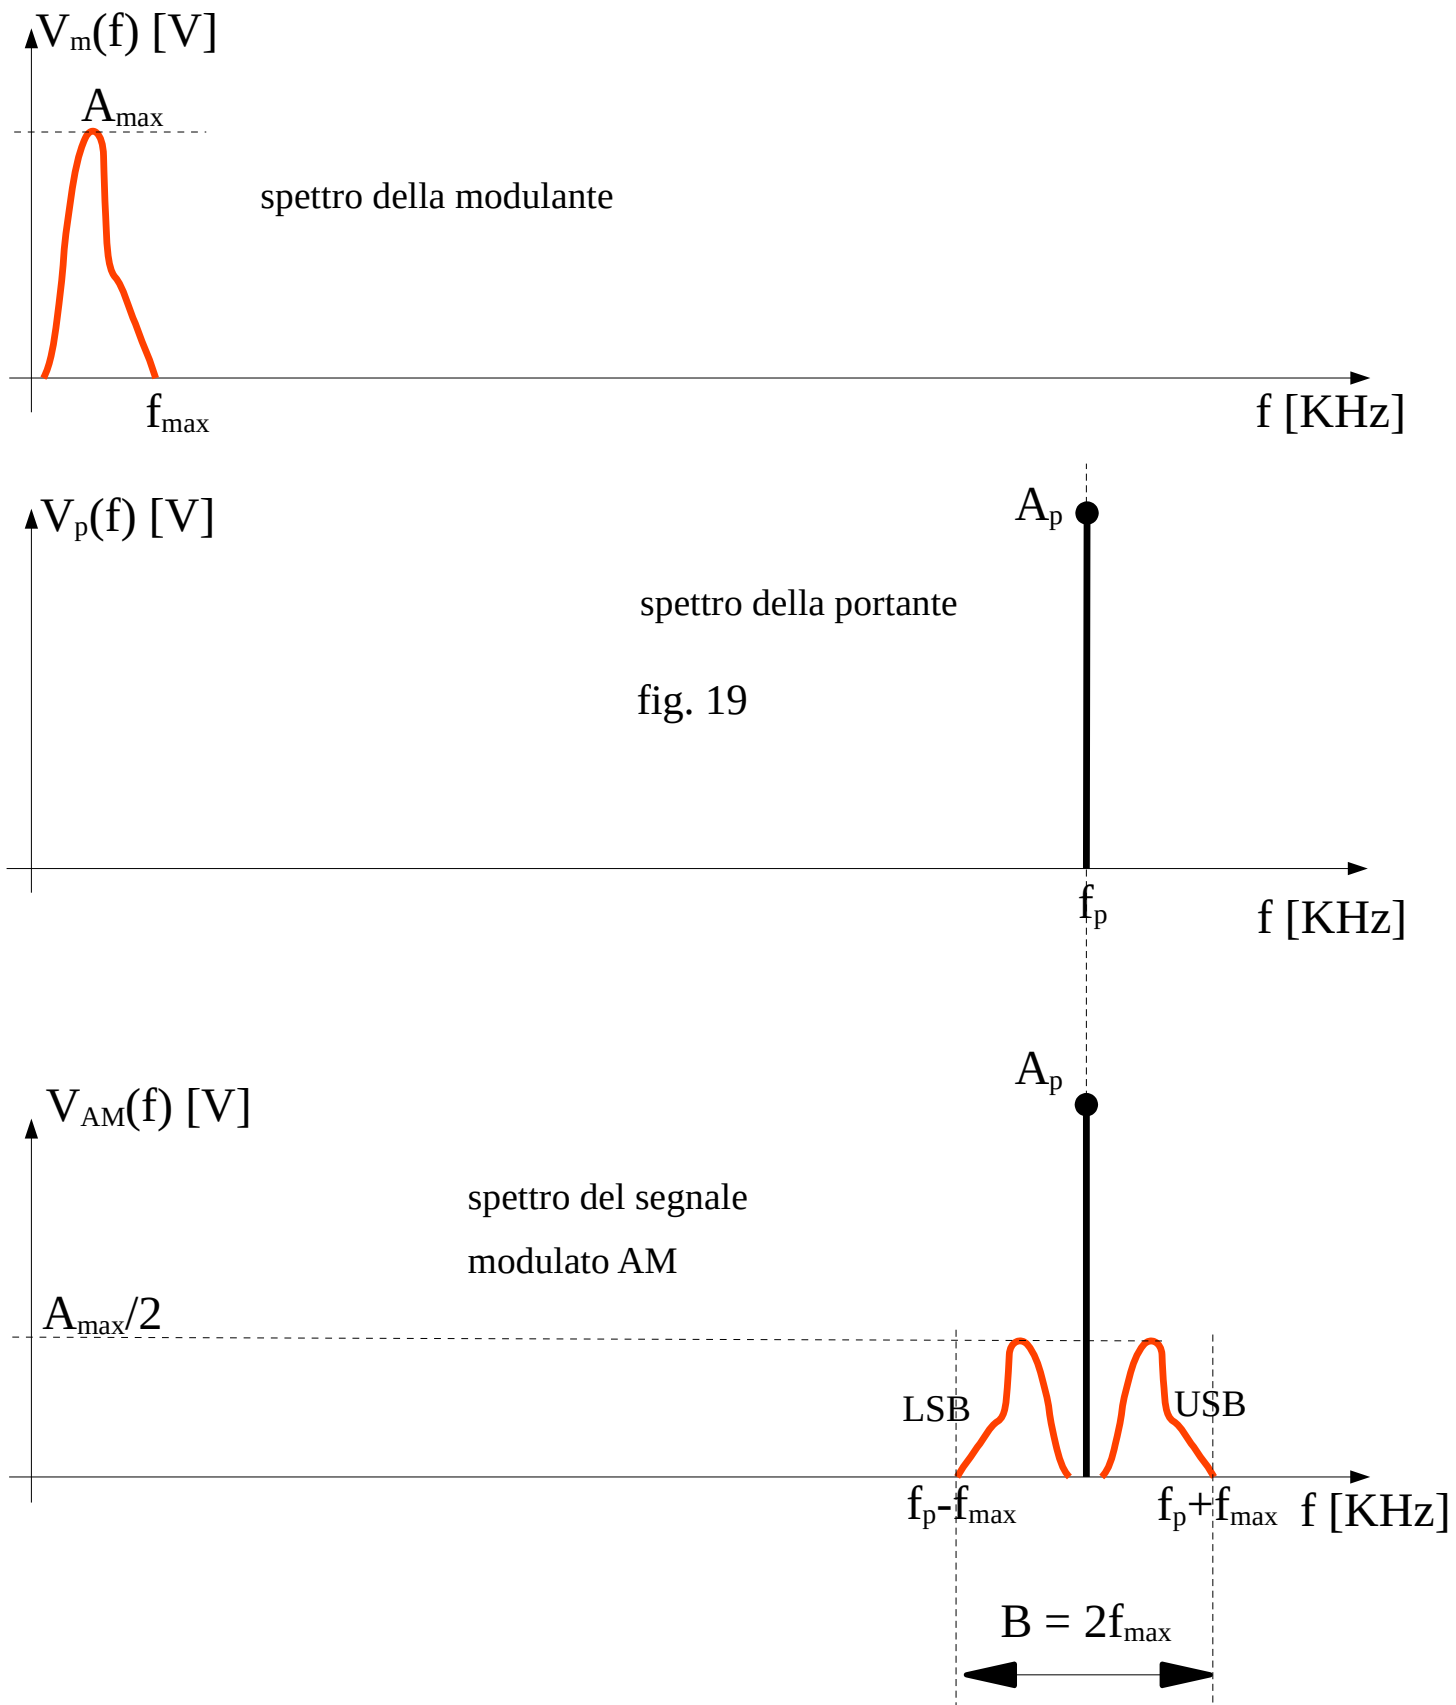 Vm(f) [V]
Amax
spettro della modulante
fmax
f [KHz]
Vp(f) [V]
Ap
spettro della portante
fig. 19
fp
f [KHz]
Ap
VAM(f) [V]
spettro del segnale
modulato AM
Amax/2
LSB
USB
fp-fmax
fp+fmax
f [KHz]
B = 2fmax